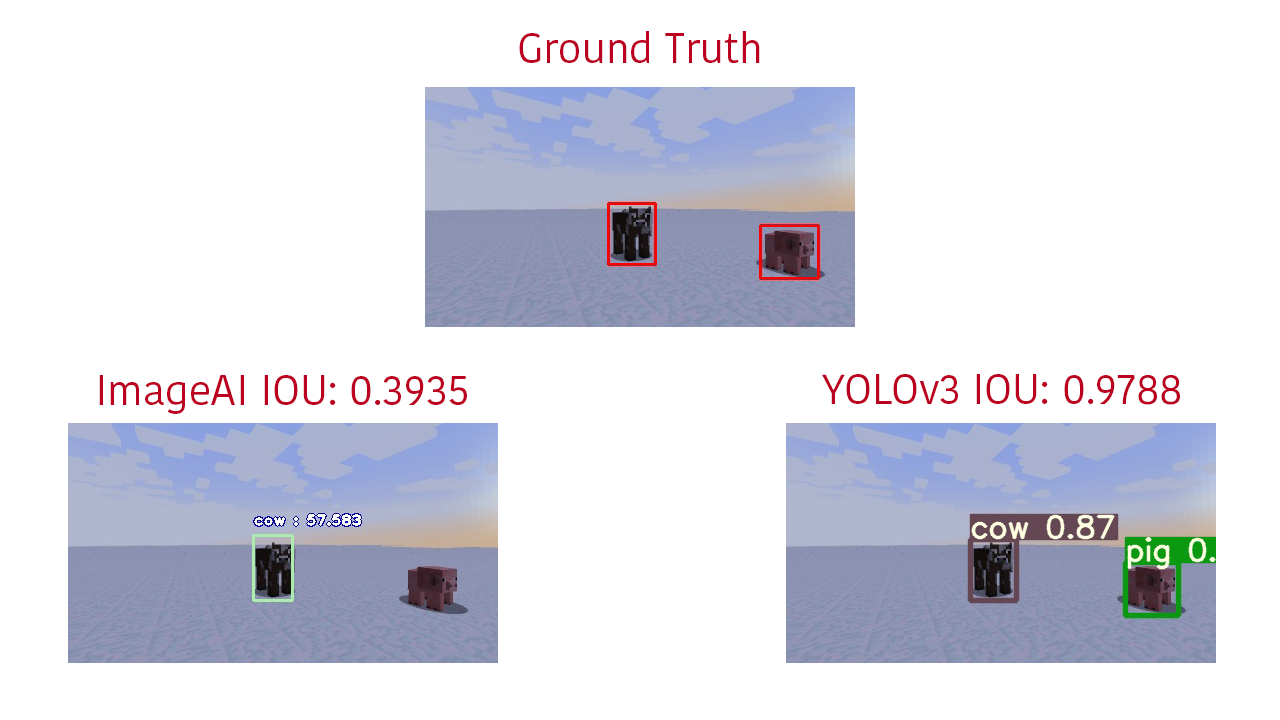 Ground Truth
ImageAI IOU: 0.3935
YOLOv3 IOU: 0.9788
cow : 57.583
cow 0.87
pig 0.